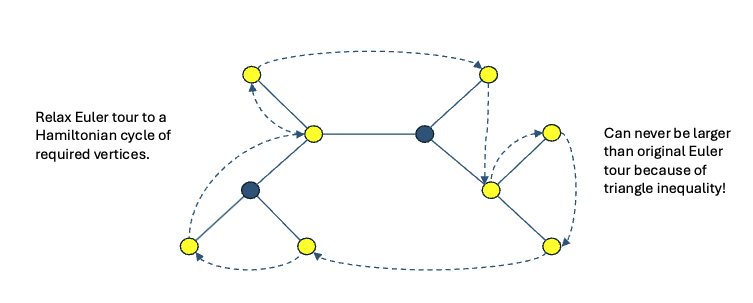 Relax Euler tour to a
Hamiltonian cycle of
required vertices.
Can never be larger
than original Euler
tour because of
triangle inequality!